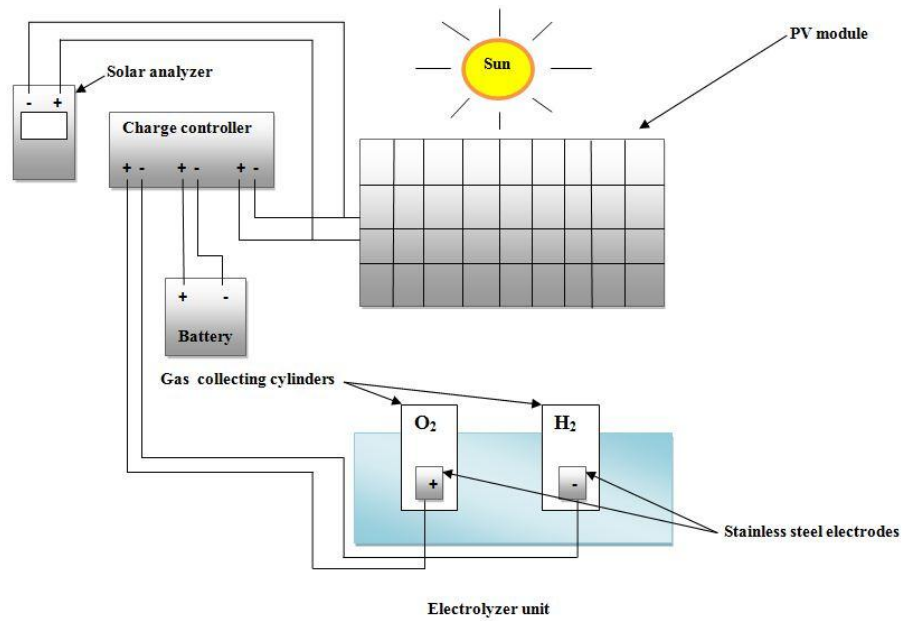 PV module
Sun
Solar analyzer
- +
Charge controller
+ - + - + -
+ -
Battery
Gas collecting cylinders
O₂ H₂
+ -
Stainless steel electrodes
Electrolyzer unit